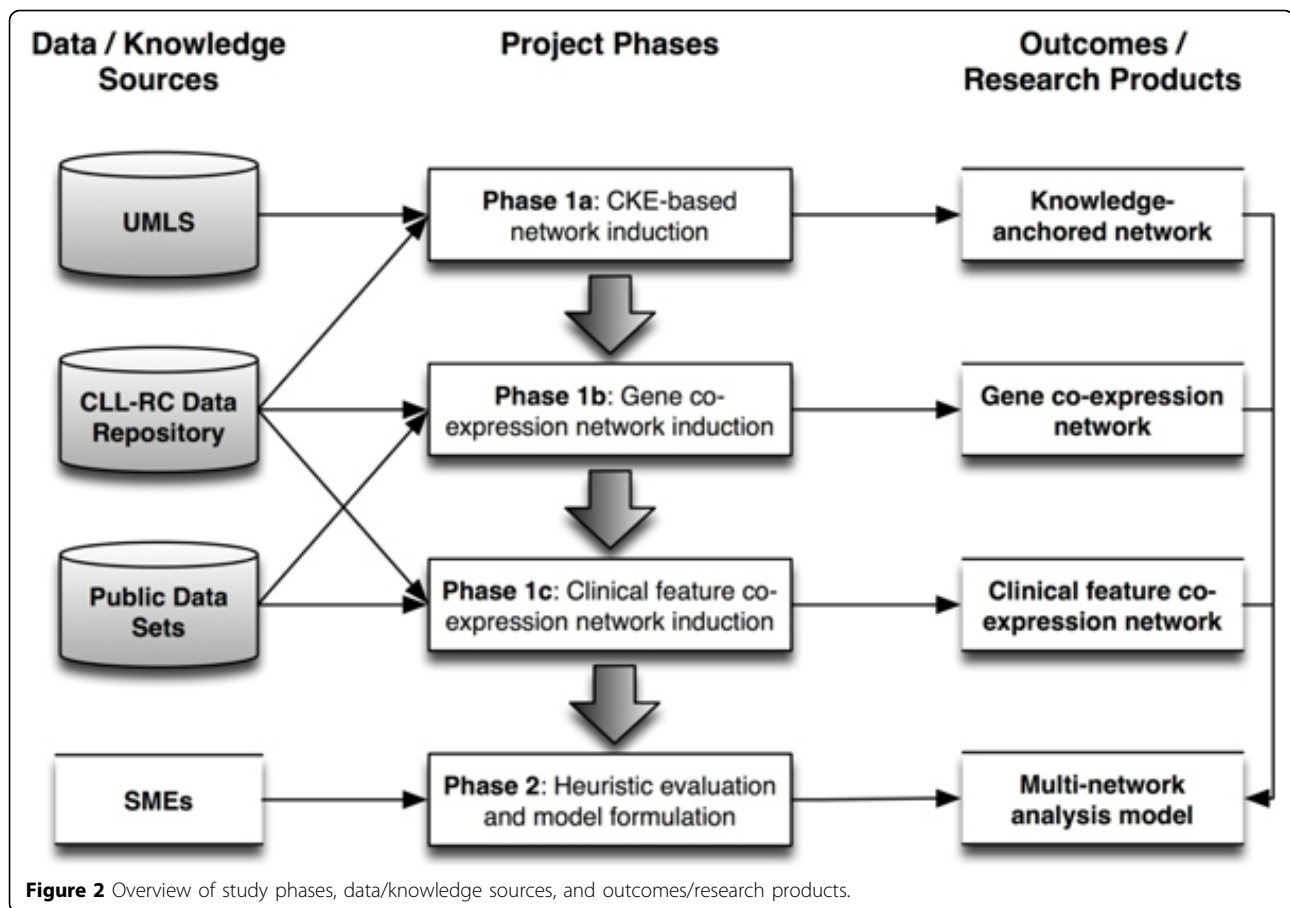 Data / Knowledge
Sources
Project Phases
Outcomes /
Research Products
UMLS
Phase 1a: CKE-based
network induction
Knowledge-
anchored network
CLL-RC Data
Repository
Phase 1b: Gene co-
expression network induction
Gene co-expression
network
Public Data
Sets
Phase 1c: Clinical feature co-
expression network induction
Clinical feature co-
expression network
SMEs
Phase 2: Heuristic evaluation
and model formulation
Multi-network
analysis model
Figure 2 Overview of study phases, data/knowledge sources, and outcomes/research products.